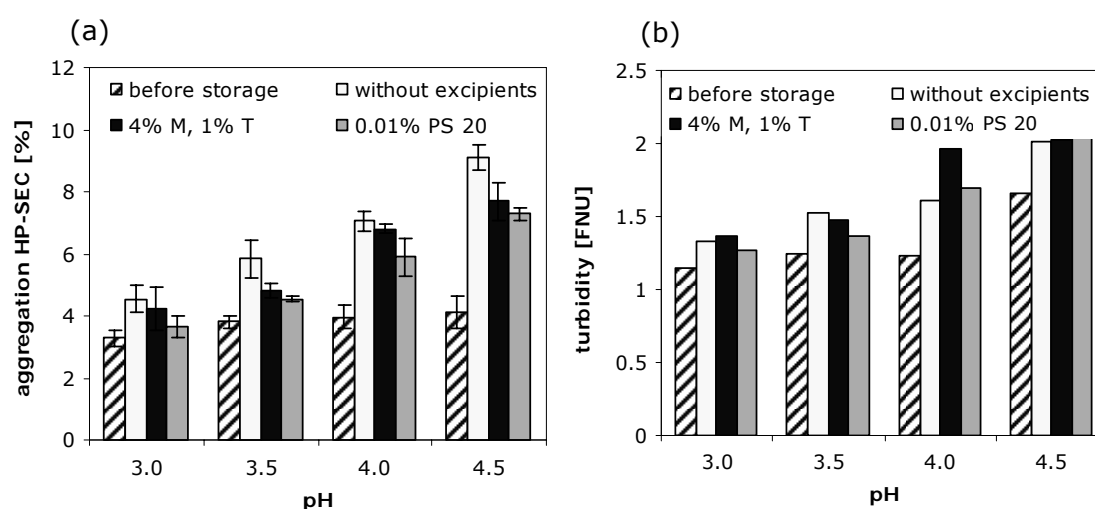 (a)
aggregation HP-SEC [%]
12
10
8
6
4
2
0
before storage
without excipients
4% M, 1% T
0.01% PS 20
3.0
3.5
4.0
4.5
pH
(b)
turbidity [FNU]
2.5
2
1.5
1
0.5
0
before storage
without excipients
4% M, 1% T
0.01% PS 20
3.0
3.5
4.0
4.5
pH